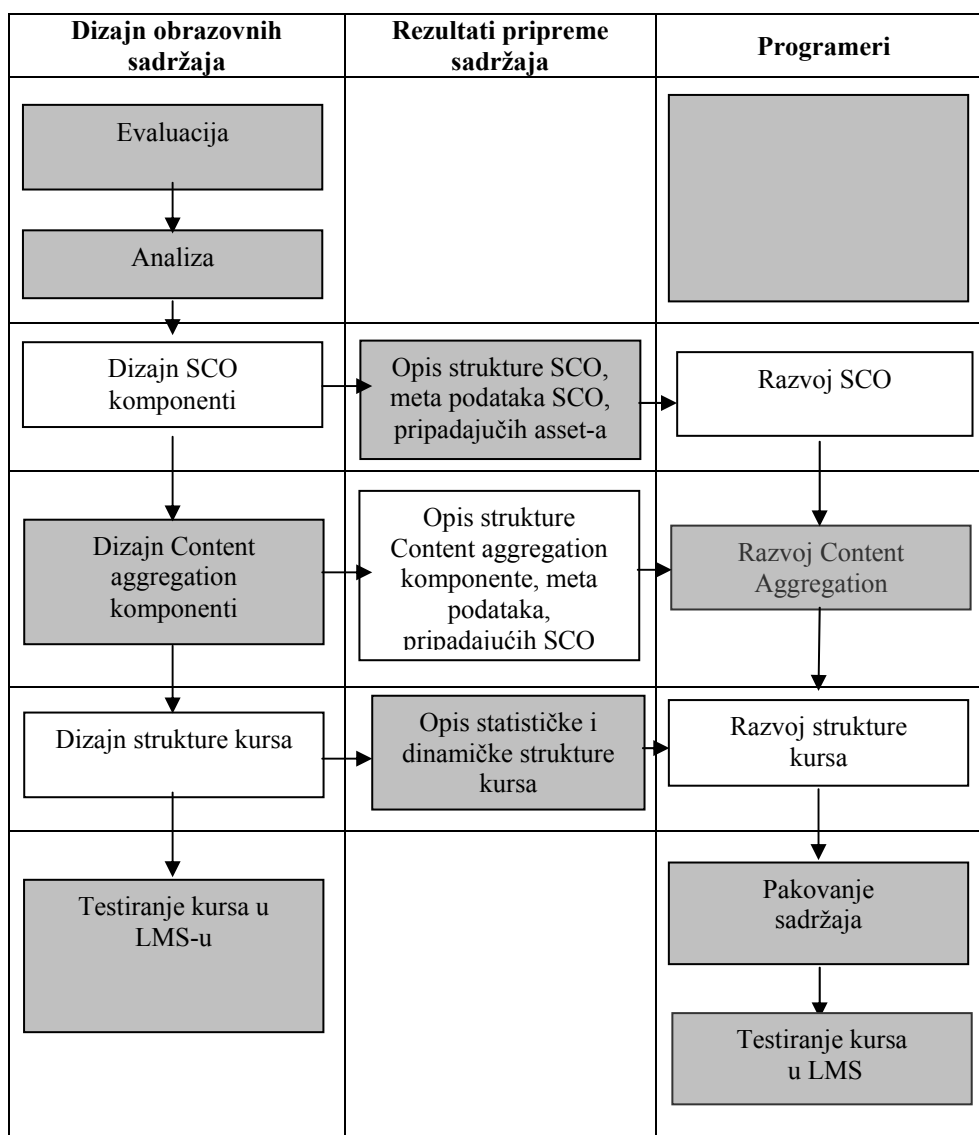 Dizajn obrazovnih
sadržaja
Rezultati pripreme
sadržaja
Programeri
Evaluacija
Analiza
Dizajn SCO
komponenti
Opis strukture SCO,
meta podataka SCO,
pripadajučih asset-a
Razvoj SCO
Dizajn Content
aggregation
komponenti
Opis strukture
Content aggregation
komponente, meta
podataka,
pripadajućih SCO
Razvoj Content
Aggregation
Dizajn strukture kursa
Opis statističke i
dinamičke strukture
kursa
Razvoj strukture
kursa
Testiranje kursa u
LMS-u
Pakovanje
sadržaja
Testiranje kursa
u LMS